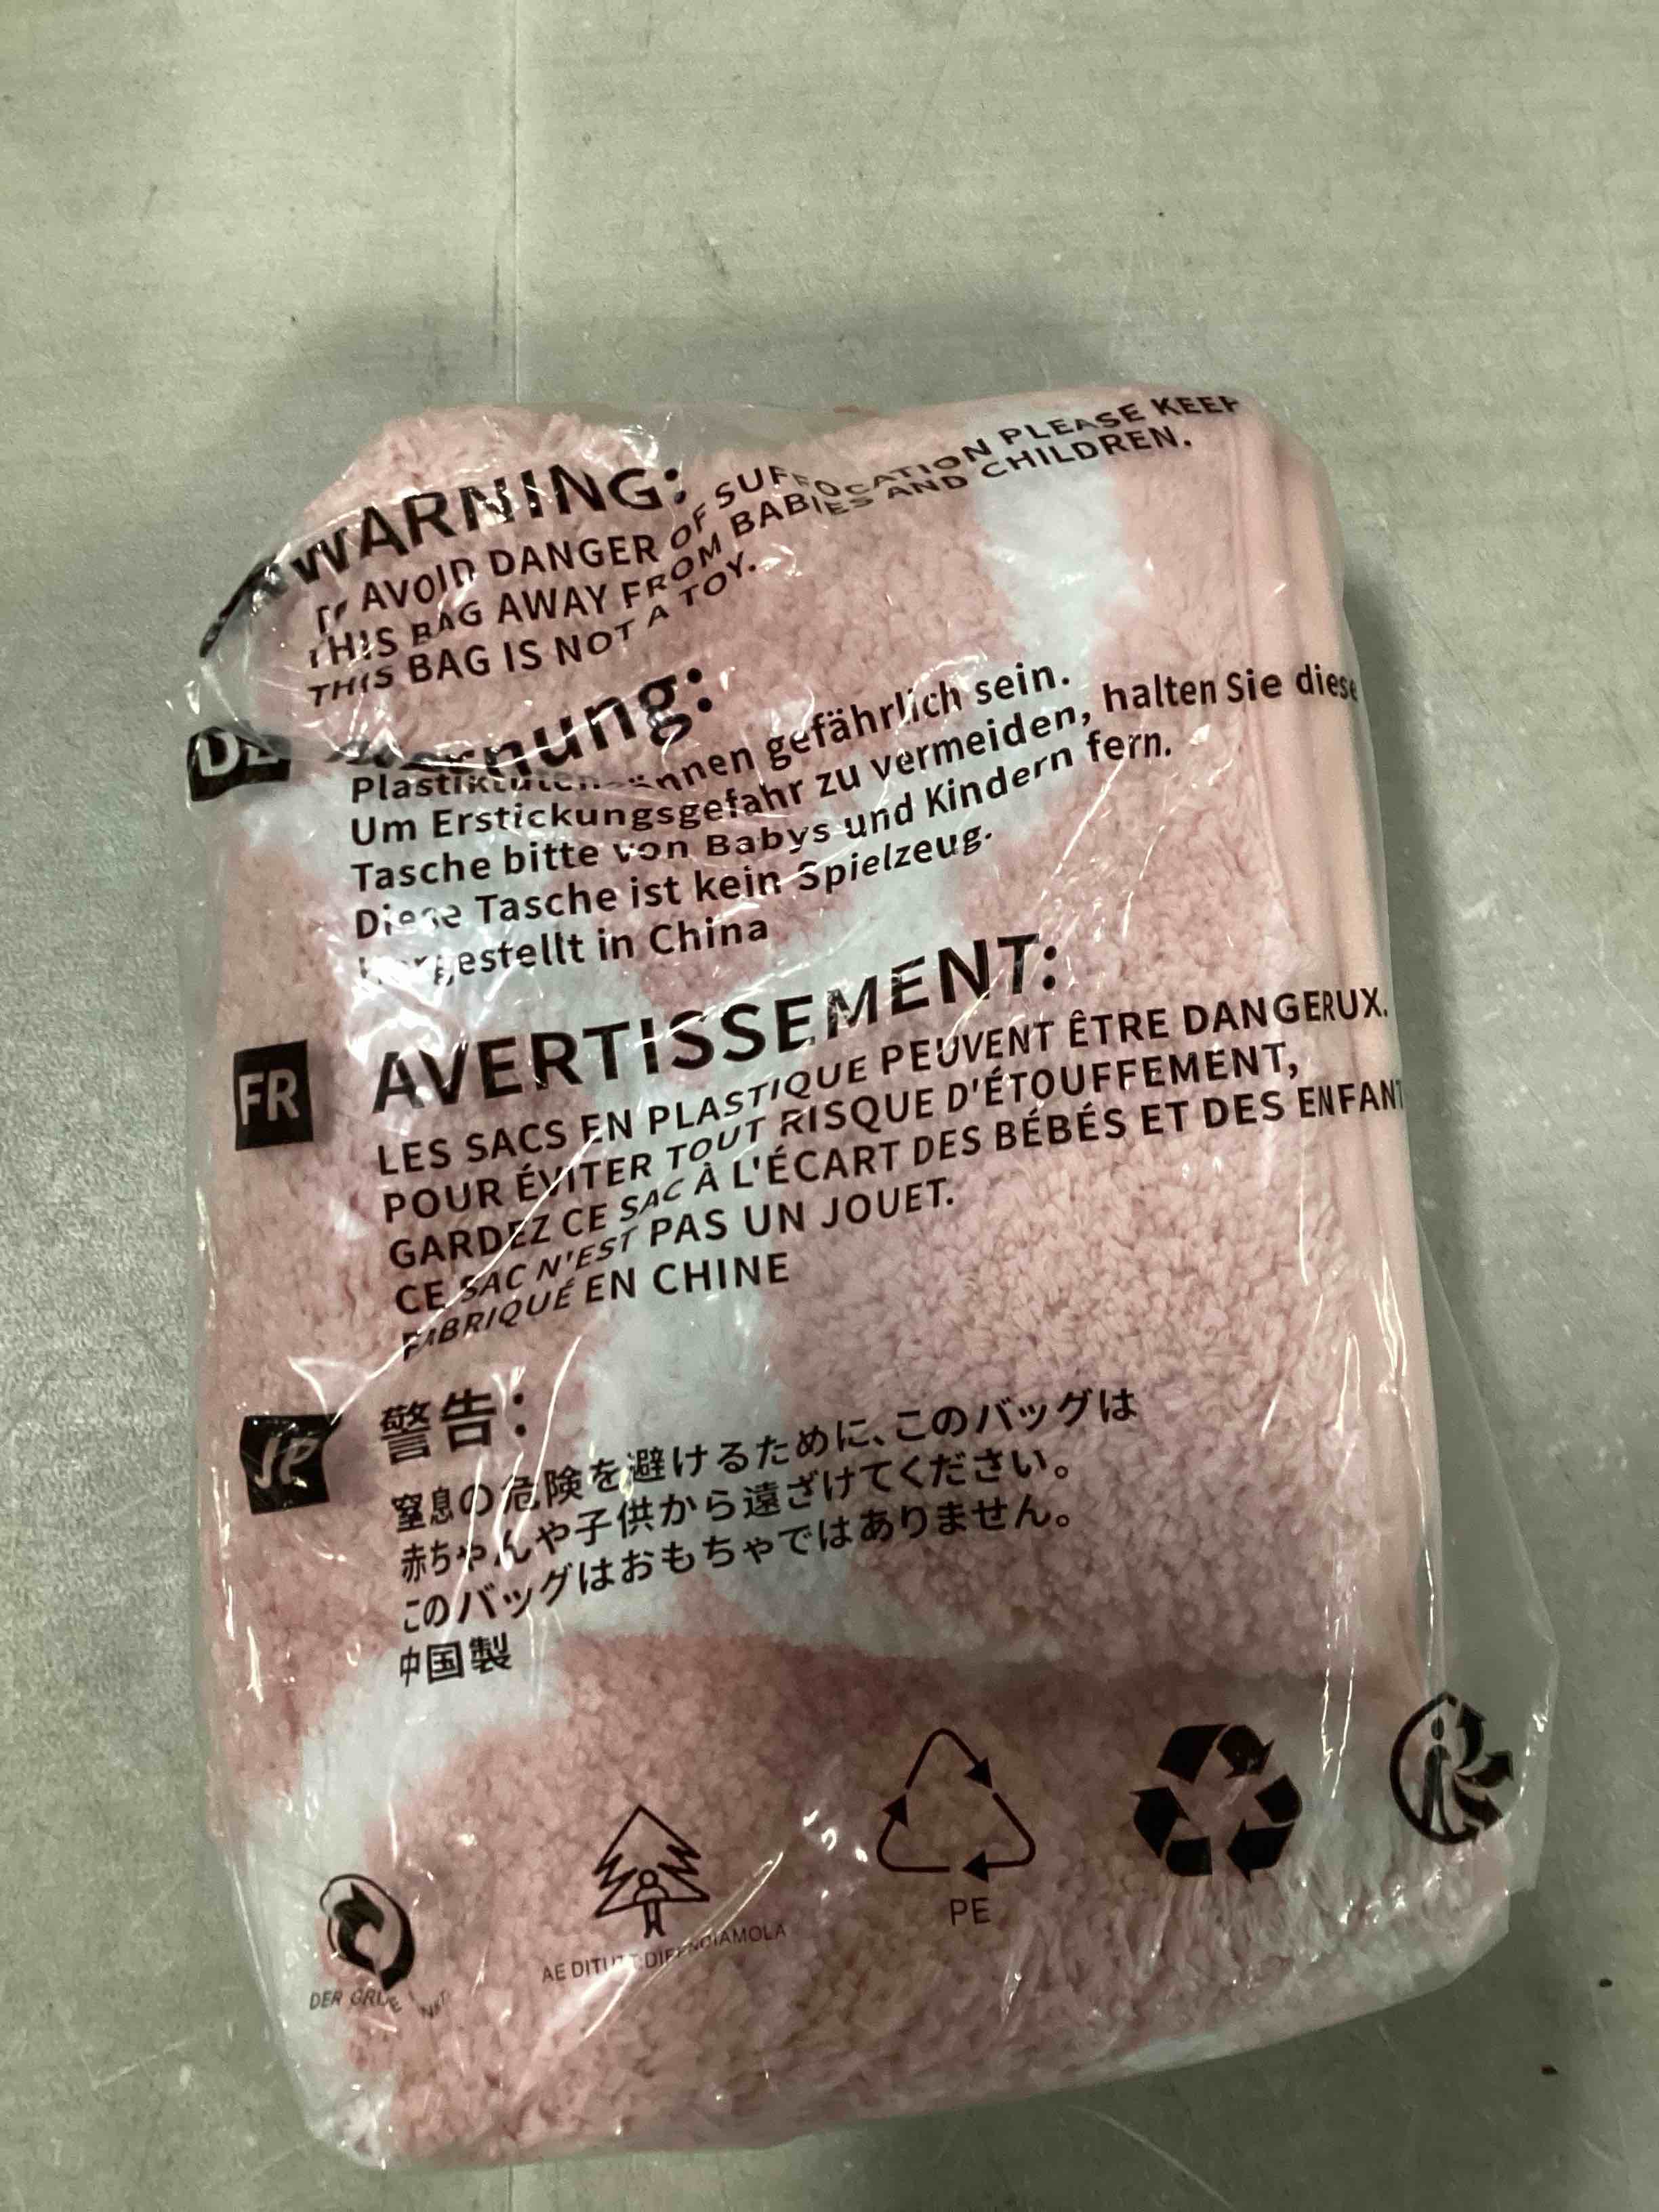 WARNING:
AVOID DANGER OF SUFFOCATION PLEASE KEEP
THIS BAG AWAY FROM BABIES AND CHILDREN.
THIS BAG IS NOT A TOY.
DE
gefährlich sein.
Um Erstickungsgefahr zu vermeiden, halten Sie diese
Tasche bitte von Babys und Kindern fern.
Diese Tasche ist kein Spielzeug.
in China
FR
AVERTISSEMENT:
LES SACS EN PLASTIQUE PEUVENT ÊTRE DANGERUX.
POUR ÉVITER TOUT RISQUE D'ÉTOUFFEMENT,
GARDEZ CE SAC À L'ÉCART DES BÉBÉS ET DES ENFANT
CE SAC N'EST PAS UN JOUET.
FABRIQUÉ EN CHINE
JP
警告:
窒息の危険を避けるために、このバッグは
赤ちゃんや子供から遠ざけてください。
このバッグはおもちゃではありません。
中国製
PE
DER
AE